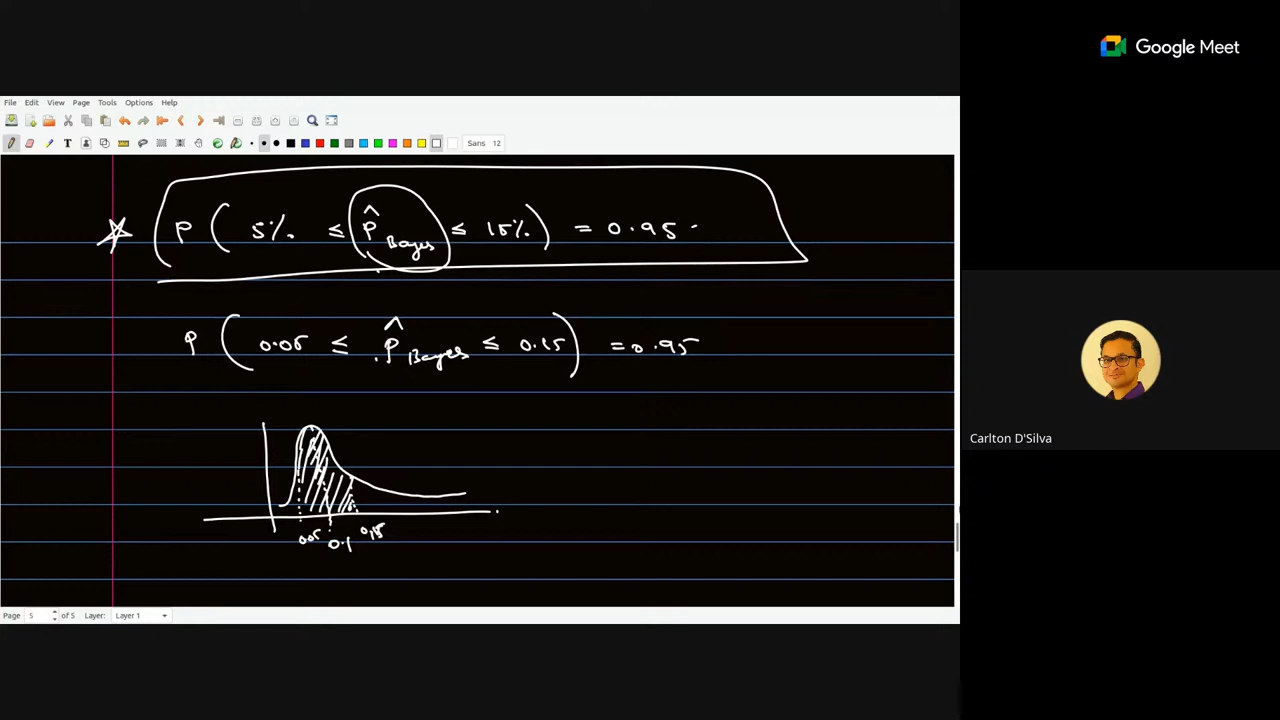 Google Meet
File Edit View Page Tools Options Help
Sans 12
P ( 5% ≤ p̂ Bayes ≤ 15% ) = 0.95
P ( 0.05 ≤ p̂ Bayes ≤ 0.15 ) = 0.95
0.05 0.1 0.15
Carlton D'Silva
Page 5 of 5 Layer: Layer 1